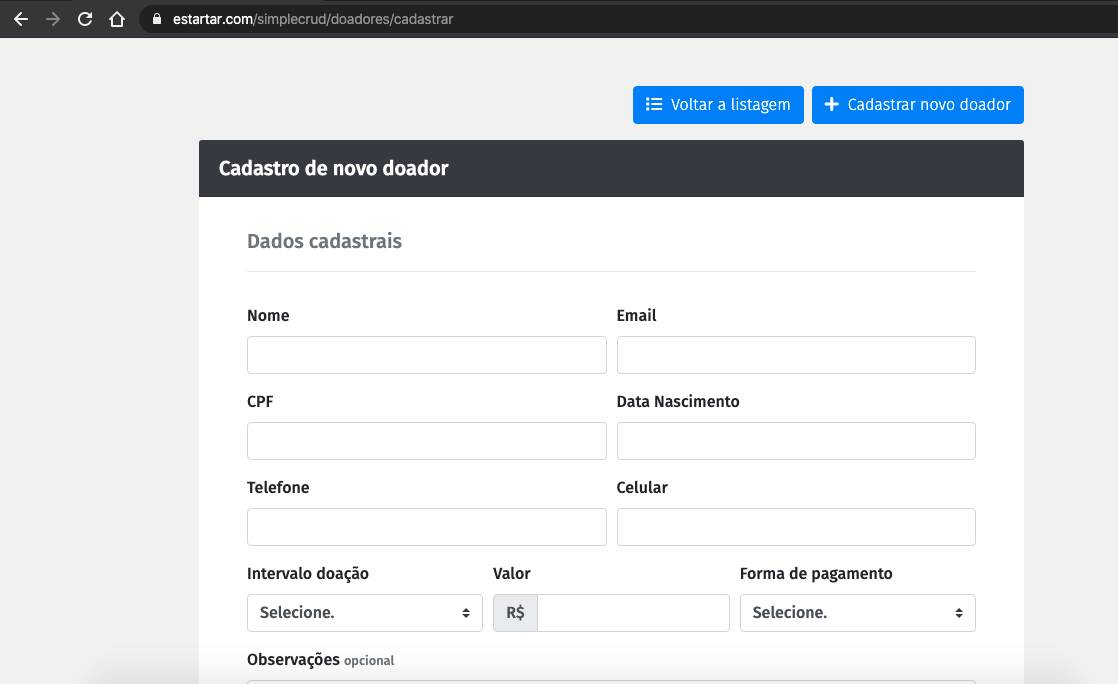 estartar.com/simplecrud/doadores/cadastrar
Voltar a listagem Cadastrar novo doador
Cadastro de novo doador
Dados cadastrais
Nome Email
CPF Data Nascimento
Telefone Celular
Intervalo doação Valor Forma de pagamento
Selecione. R$ Selecione.
Observações opcional